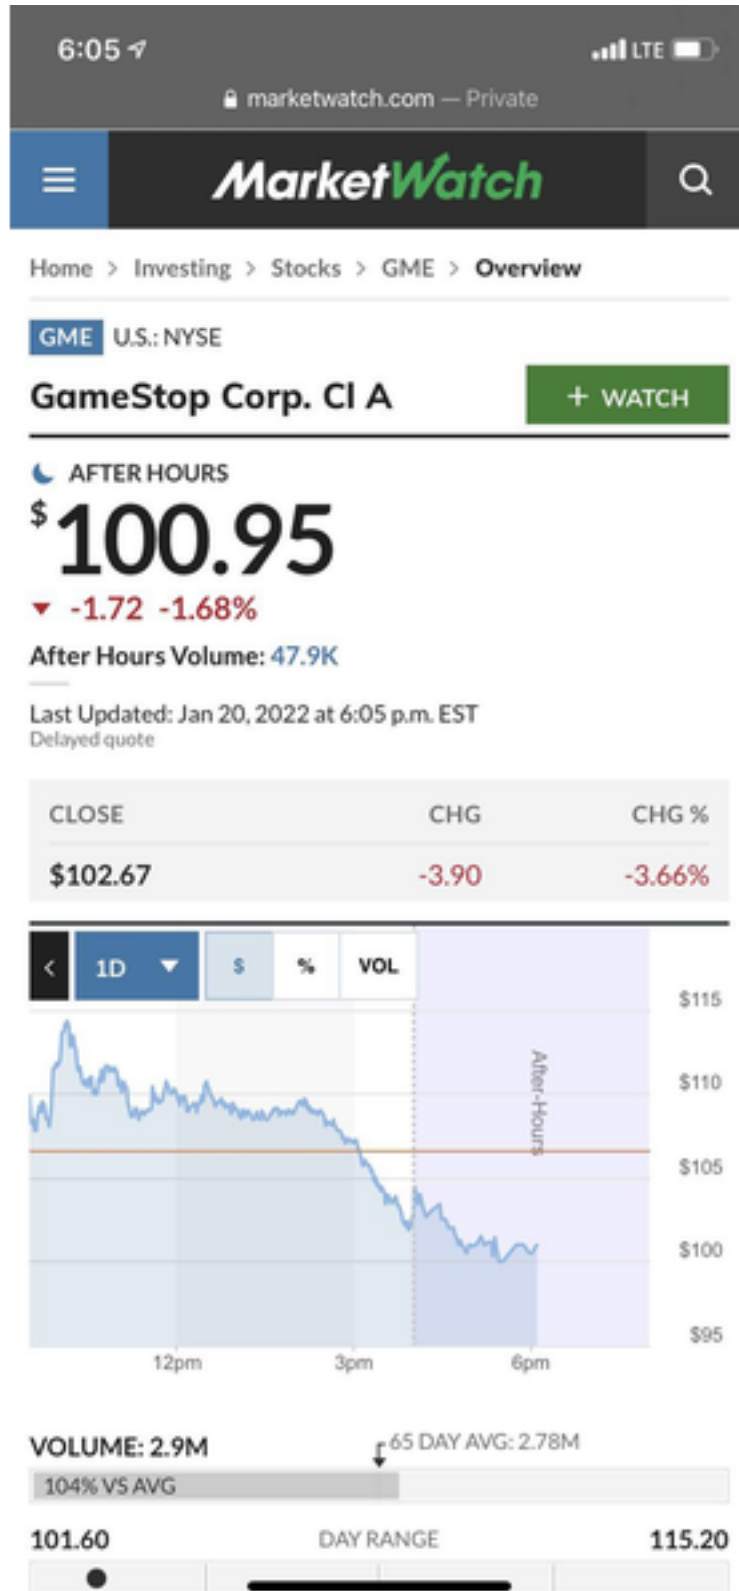 6:05 LTE
marketwatch.com — Private
MarketWatch
Home > Investing > Stocks > GME > Overview
GME U.S.: NYSE
GameStop Corp. Cl A + WATCH
AFTER HOURS
$100.95
-1.72 -1.68%
After Hours Volume: 47.9K
Last Updated: Jan 20, 2022 at 6:05 p.m. EST
Delayed quote
CLOSE CHG CHG %
$102.67 -3.90 -3.66%
< 1D $ % VOL
$115
After-Hours
$110
$105
$100
$95
12pm 3pm 6pm
VOLUME: 2.9M 65 DAY AVG: 2.78M
104% VS AVG
101.60 DAY RANGE 115.20